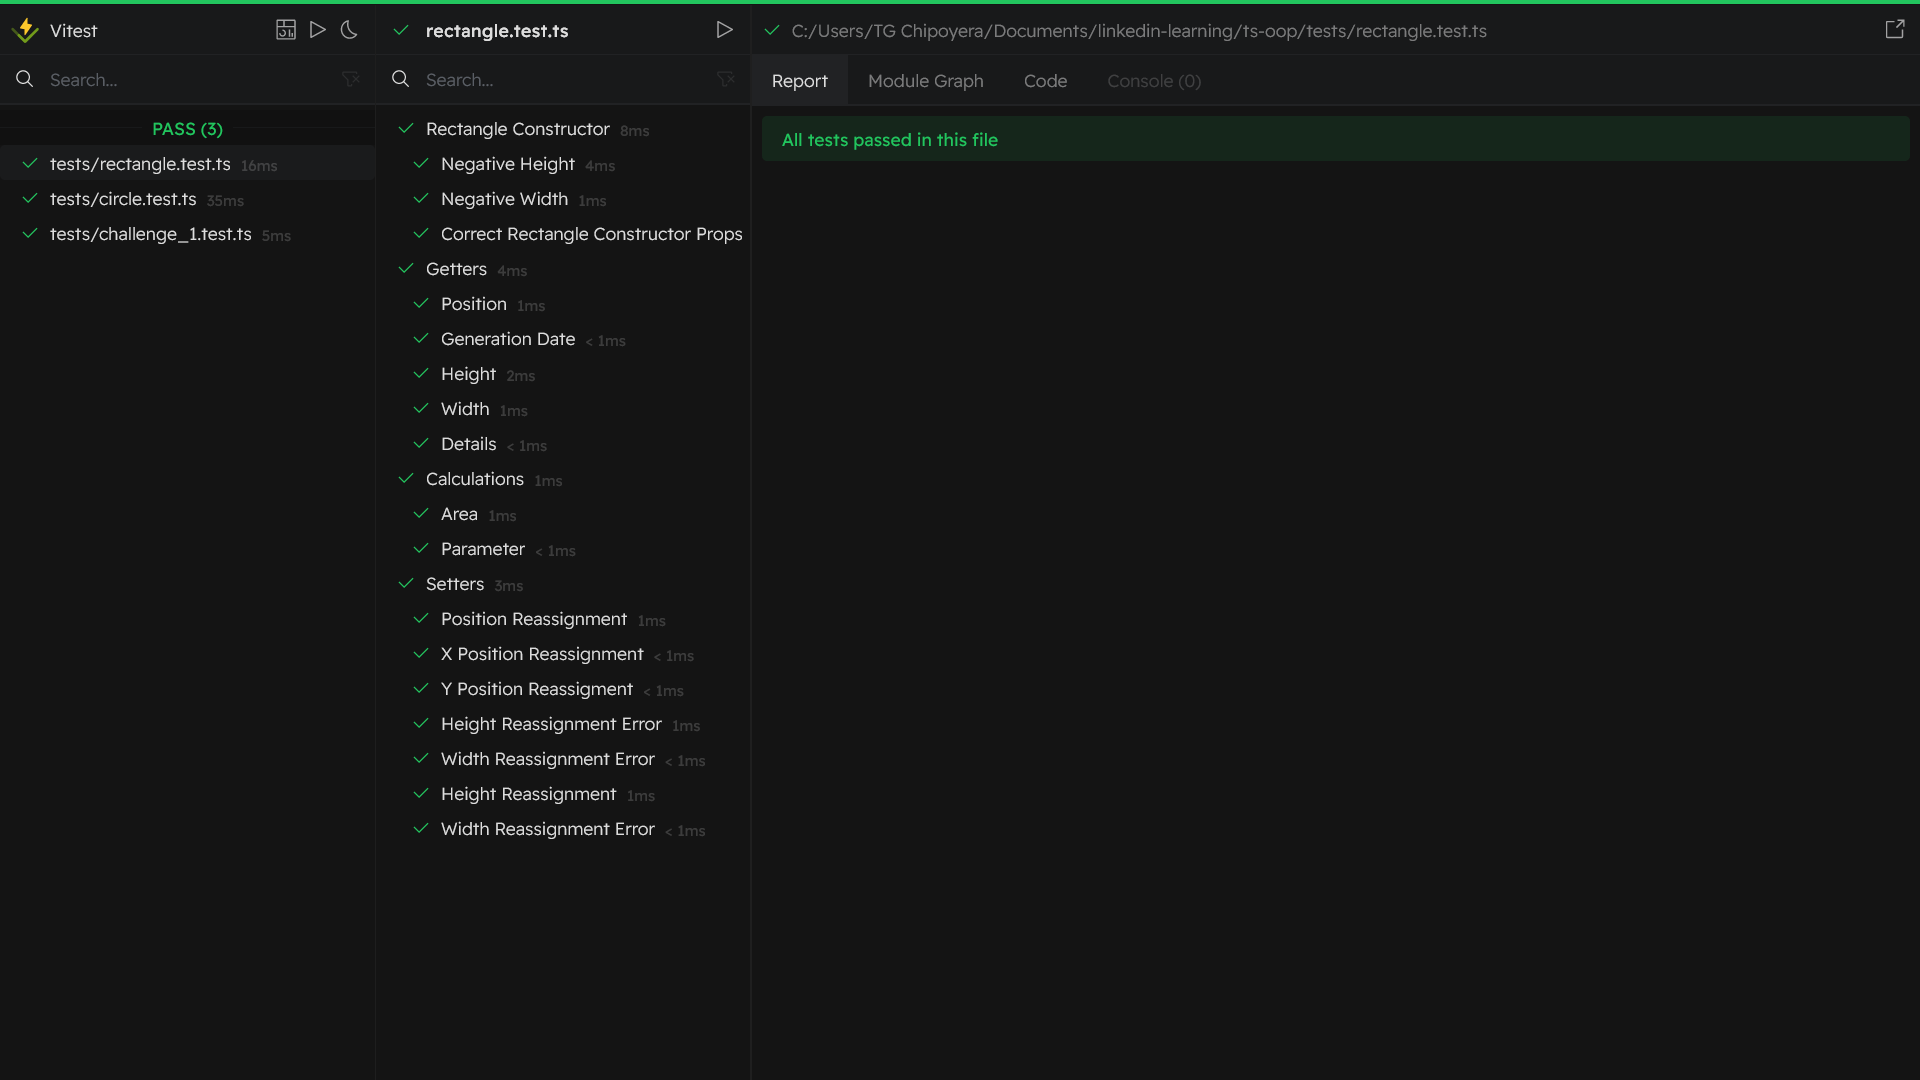 Vitest
Search...
PASS (3)
tests/rectangle.test.ts 16ms
tests/circle.test.ts 35ms
tests/challenge_1.test.ts 5ms
rectangle.test.ts
Search...
Rectangle Constructor 8ms
Negative Height 4ms
Negative Width 1ms
Correct Rectangle Constructor Props
Getters 4ms
Position 1ms
Generation Date < 1ms
Height 2ms
Width 1ms
Details < 1ms
Calculations 1ms
Area 1ms
Parameter < 1ms
Setters 3ms
Position Reassignment 1ms
X Position Reassignment < 1ms
Y Position Reassigment < 1ms
Height Reassignment Error 1ms
Width Reassignment Error < 1ms
Height Reassignment 1ms
Width Reassignment Error < 1ms
C:/Users/TG Chipoyera/Documents/linkedin-learning/ts-oop/tests/rectangle.test.ts
Report Module Graph Code Console (0)
All tests passed in this file